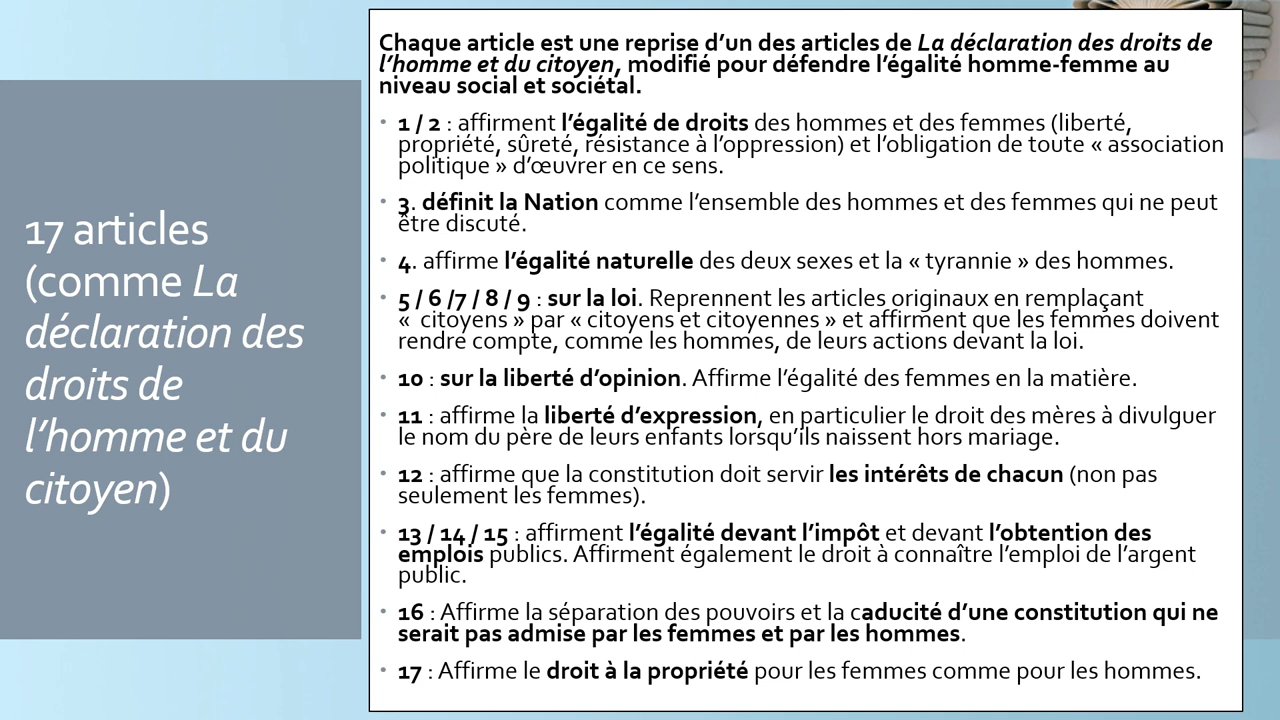 17 articles
(comme La
déclaration des
droits de
l’homme et du
citoyen)
Chaque article est une reprise d’un des articles de La déclaration des droits de
l’homme et du citoyen, modifié pour défendre l’égalité homme-femme au
niveau social et sociétal.
• 1 / 2 : affirment l’égalité de droits des hommes et des femmes (liberté,
propriété, sûreté, résistance à l’oppression) et l’obligation de toute « association
politique » d’œuvrer en ce sens.
• 3. définit la Nation comme l’ensemble des hommes et des femmes qui ne peut
être discuté.
• 4. affirme l’égalité naturelle des deux sexes et la « tyrannie » des hommes.
• 5 / 6 /7 / 8 / 9 : sur la loi. Reprennent les articles originaux en remplaçant
«  citoyens » par « citoyens et citoyennes » et affirment que les femmes doivent
rendre compte, comme les hommes, de leurs actions devant la loi.
• 10 : sur la liberté d’opinion. Affirme l’égalité des femmes en la matière.
• 11 : affirme la liberté d’expression, en particulier le droit des mères à divulguer
le nom du père de leurs enfants lorsqu’ils naissent hors mariage.
• 12 : affirme que la constitution doit servir les intérêts de chacun (non pas
seulement les femmes).
• 13 / 14 / 15 : affirment l’égalité devant l’impôt et devant l’obtention des
emplois publics. Affirment également le droit à connaître l’emploi de l’argent
public.
• 16 : Affirme la séparation des pouvoirs et la caducité d’une constitution qui ne
serait pas admise par les femmes et par les hommes.
• 17 : Affirme le droit à la propriété pour les femmes comme pour les hommes.